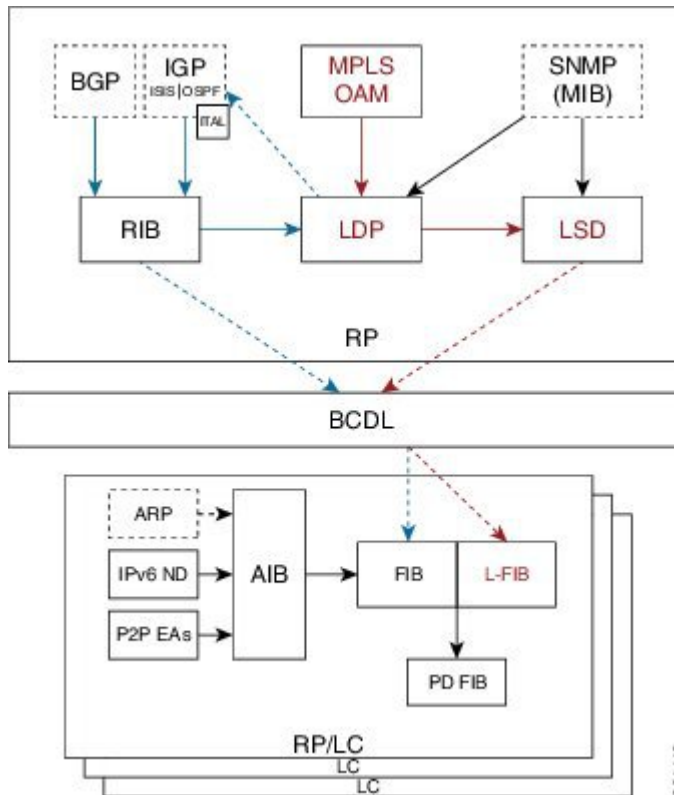 BGP
IGP
ISIS|OSPF
ITAL
MPLS
OAM
SNMP
(MIB)
RIB
LDP
LSD
RP
BCDL
ARP
IPv6 ND
P2P EAs
AIB
FIB
L-FIB
PD FIB
RP/LC
LC
LC